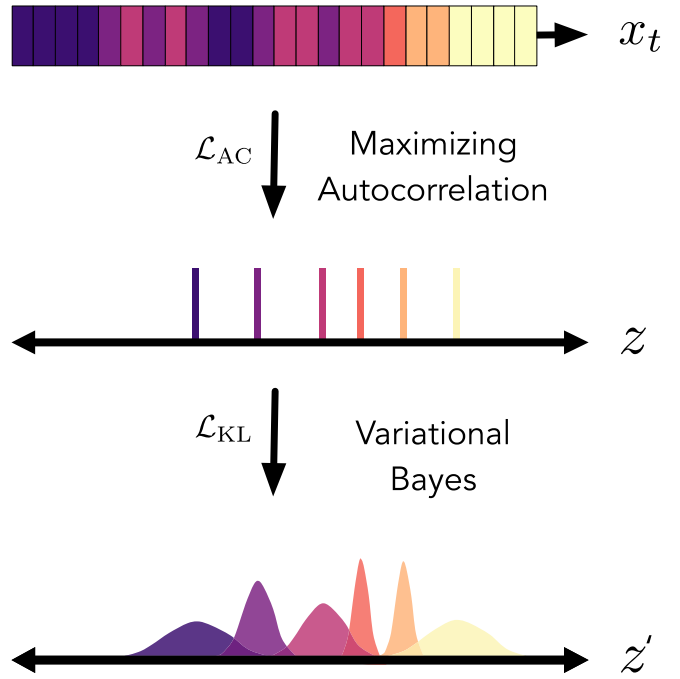 x_t
ℒ_AC
Maximizing
Autocorrelation
z
ℒ_KL
Variational
Bayes
z'